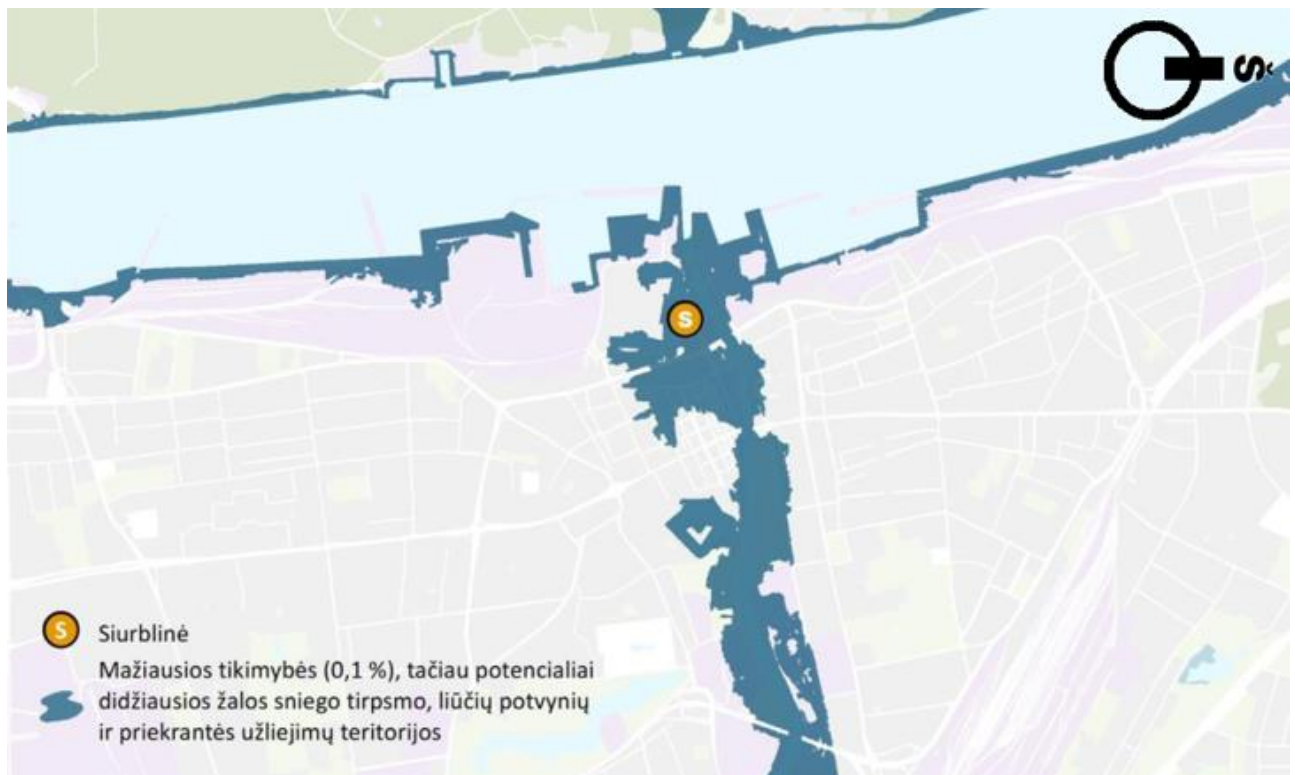 Š
S
S
Siurblinė
Mažiausios tikimybės (0,1 %), tačiau potencialiai
didžiausios žalos sniego tirpsmo, liūčių potvynių
ir priekrantės užliejimų teritorijos